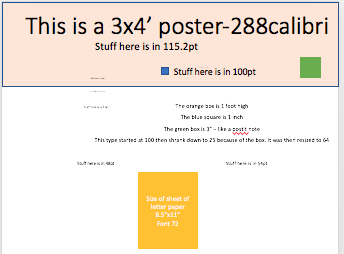 This is a 3x4' poster-288calibri
Stuff here is in 115.2pt
Stuff here is in 100pt
The orange box is 1 foot high
The blue square is 1 inch
The green box is 3" – like a postit note
This type started at 100 then shrank down to 25 because of the box. It was then resized to 64
Stuff here is in 48pt
Stuff here is in 54pt
Size of sheet of
letter paper
8.5"x11"
Font 72